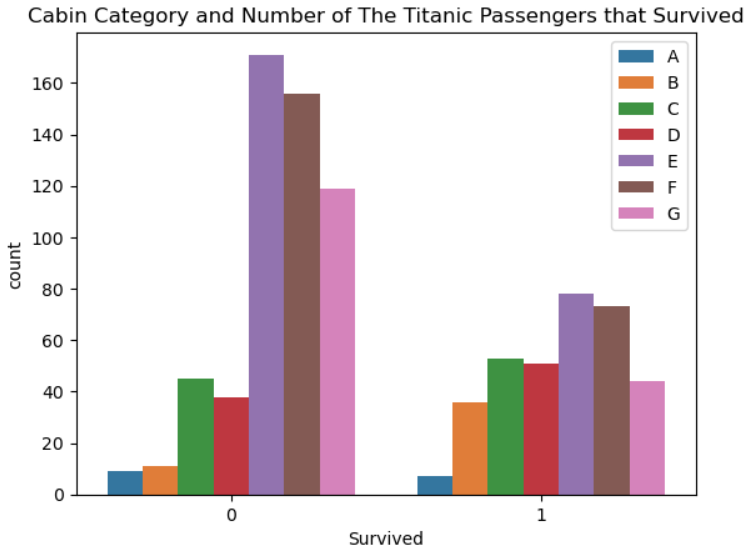 Cabin Category and Number of The Titanic Passengers that Survived
A
B
C
D
E
F
G
count
160
140
120
100
80
60
40
20
0
0
1
Survived